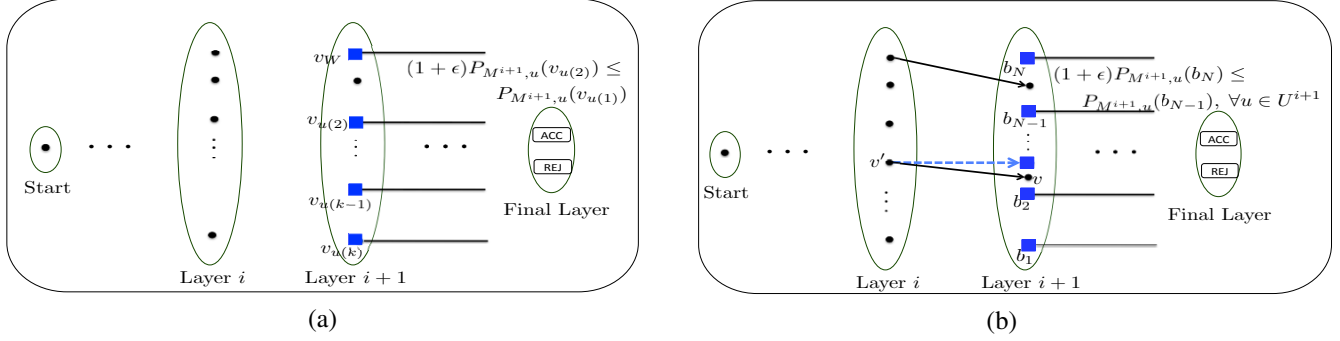 v_W
(1 + ϵ)P_{M^{i+1},u}(v_{u(2)}) ≤
P_{M^{i+1},u}(v_{u(1)})
v_{u(2)}
ACC
· · ·
· · ·
REJ
Start
v_{u(k−1)}
Final Layer
v_{u(k)}
Layer i
Layer i + 1
(a)
b_N
(1 + ϵ)P_{M^{i+1},u}(b_N) ≤
P_{M^{i+1},u}(b_{N−1}), ∀u ∈ U^{i+1}
b_{N−1}
ACC
· · ·
· · ·
v′
REJ
v
Start
b_2
Final Layer
b_1
Layer i
Layer i + 1
(b)